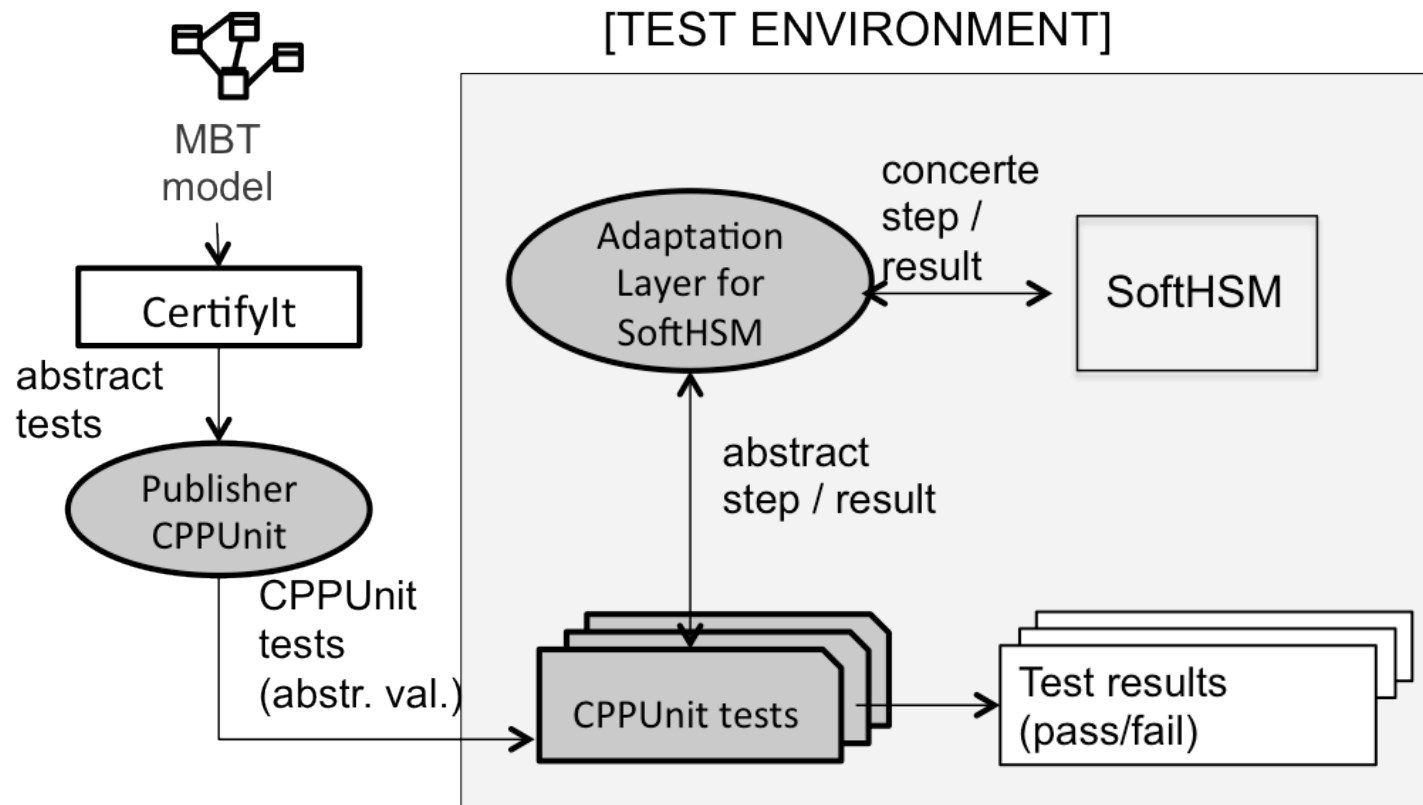 [TEST ENVIRONMENT]
MBT
model
CertifyIt
abstract
tests
Publisher
CPPUnit
CPPUnit
tests
(abstr. val.)
Adaptation
Layer for
SoftHSM
concerte
step /
result
SoftHSM
abstract
step / result
CPPUnit tests
Test results
(pass/fail)